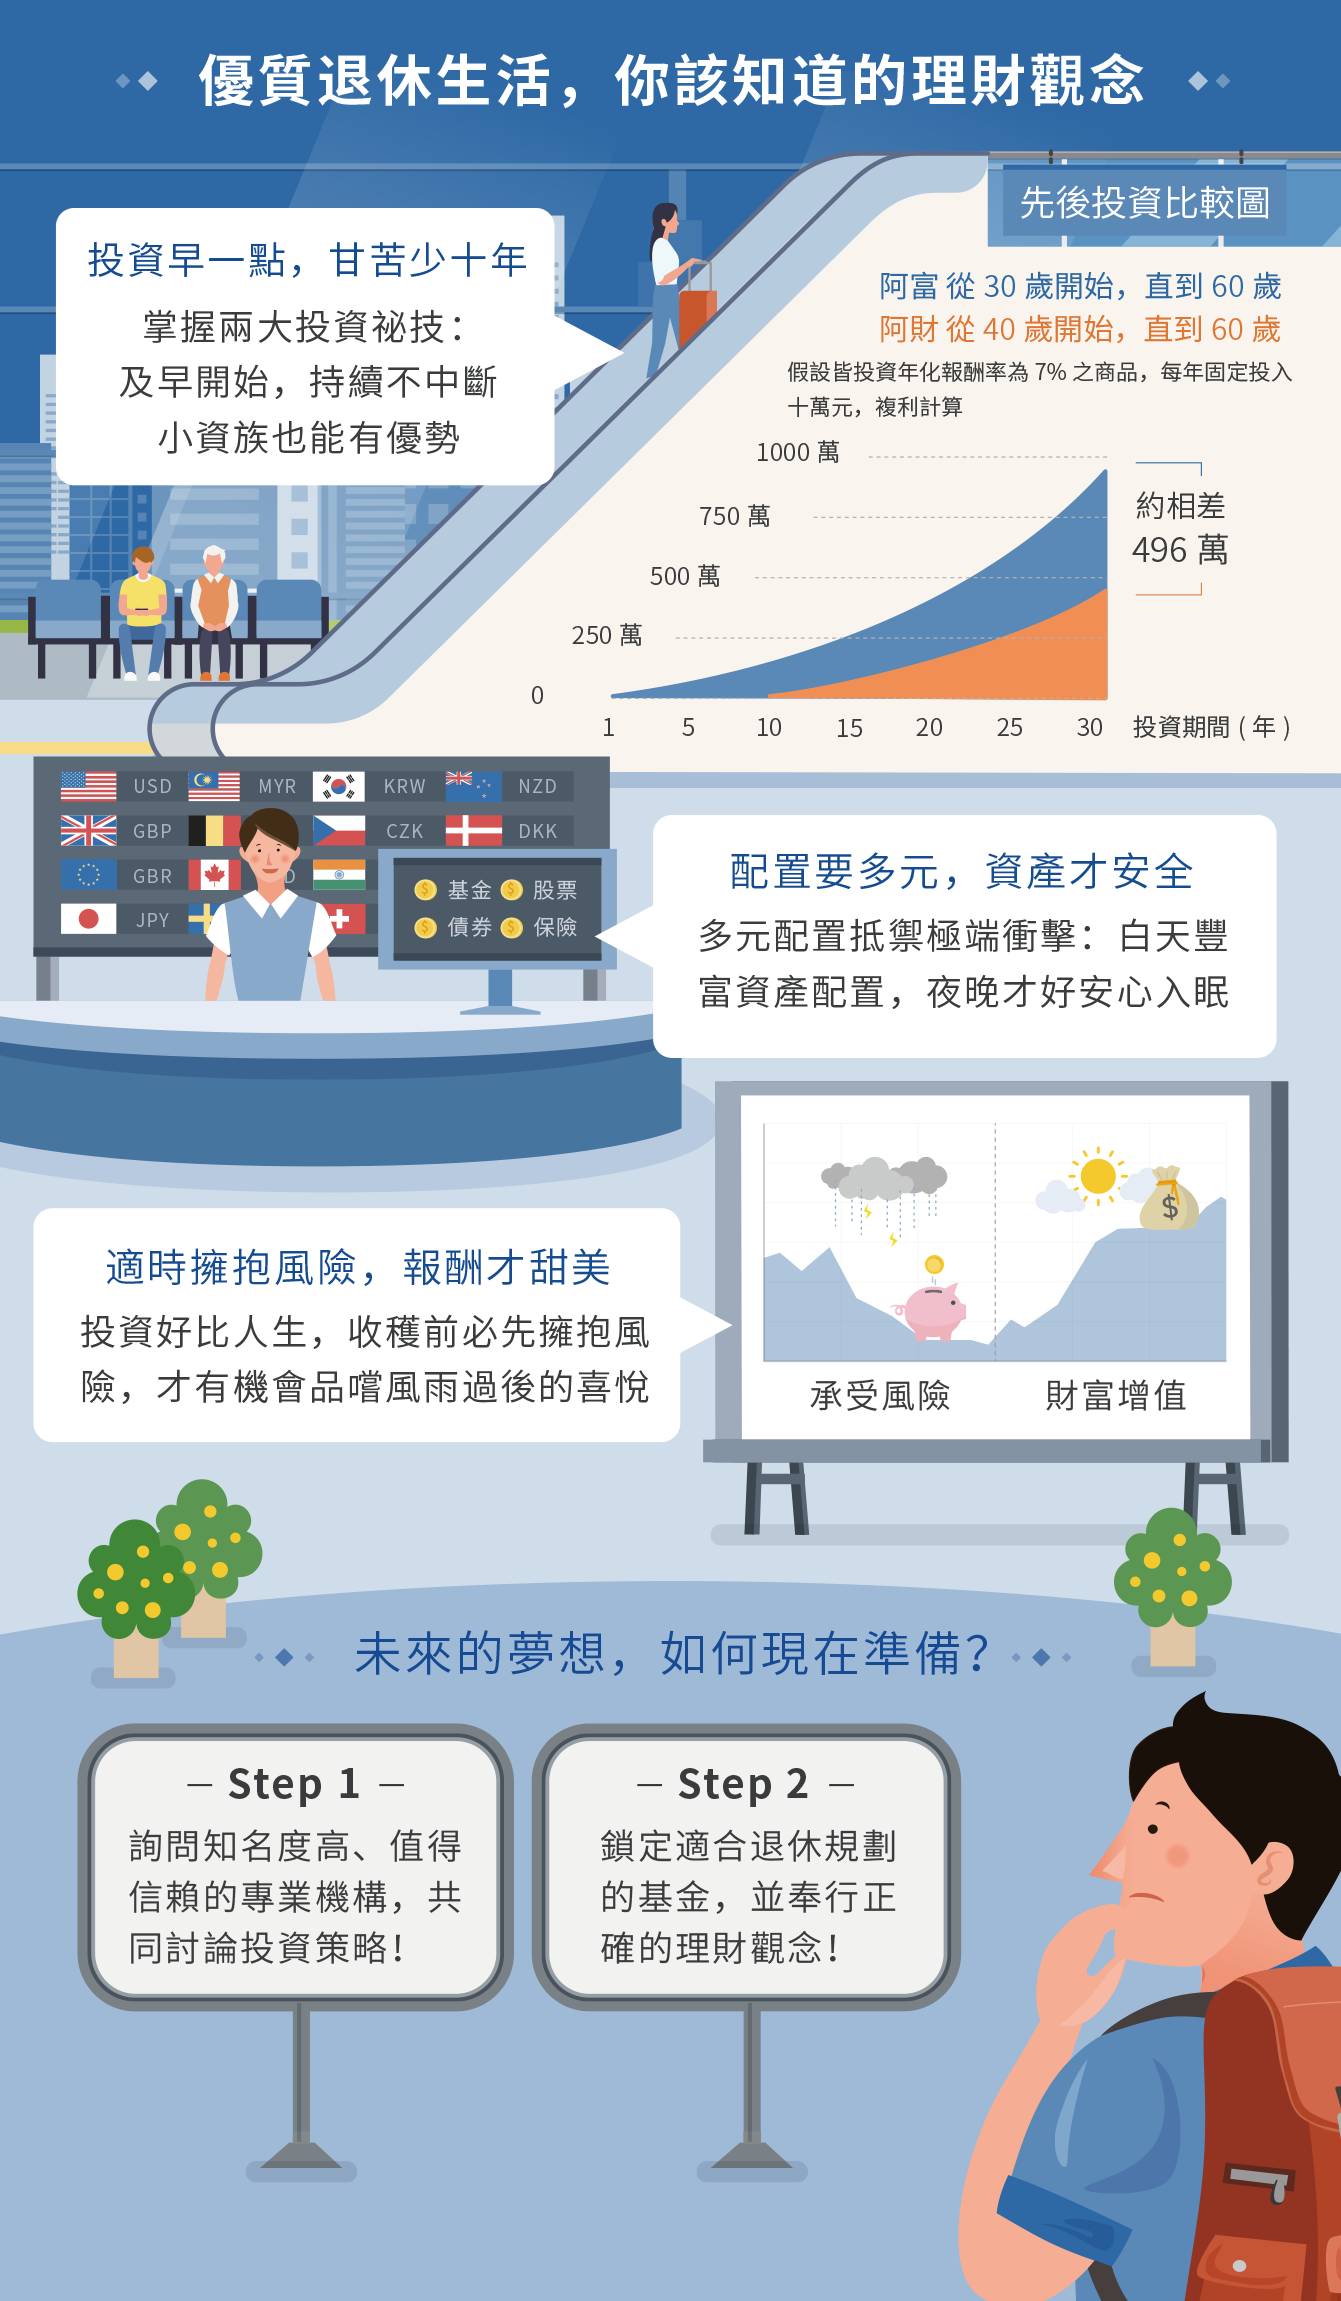 優質退休生活，你該知道的理財觀念
投資早一點，甘苦少十年
掌握兩大投資祕技：
及早開始，持續不中斷
小資族也能有優勢
先後投資比較圖
阿富 從 30 歲開始，直到 60 歲
阿財 從 40 歲開始，直到 60 歲
假設皆投資年化報酬率為 7% 之商品，每年固定投入
十萬元，複利計算
1000 萬
750 萬
500 萬
250 萬
0
約相差
496 萬
1 5 10 15 20 25 30 投資期間 ( 年 )
USD MYR KRW NZD
GBP CZK DKK
GBR D
JPY
基金 股票
債券 保險
配置要多元，資產才安全
多元配置抵禦極端衝擊：白天豐
富資產配置，夜晚才好安心入眠
適時擁抱風險，報酬才甜美
投資好比人生，收穫前必先擁抱風
險，才有機會品嚐風雨過後的喜悅
$
承受風險 財富增值
未來的夢想，如何現在準備？
– Step 1 –
詢問知名度高、值得
信賴的專業機構，共
同討論投資策略！
– Step 2 –
鎖定適合退休規劃
的基金，並奉行正
確的理財觀念！